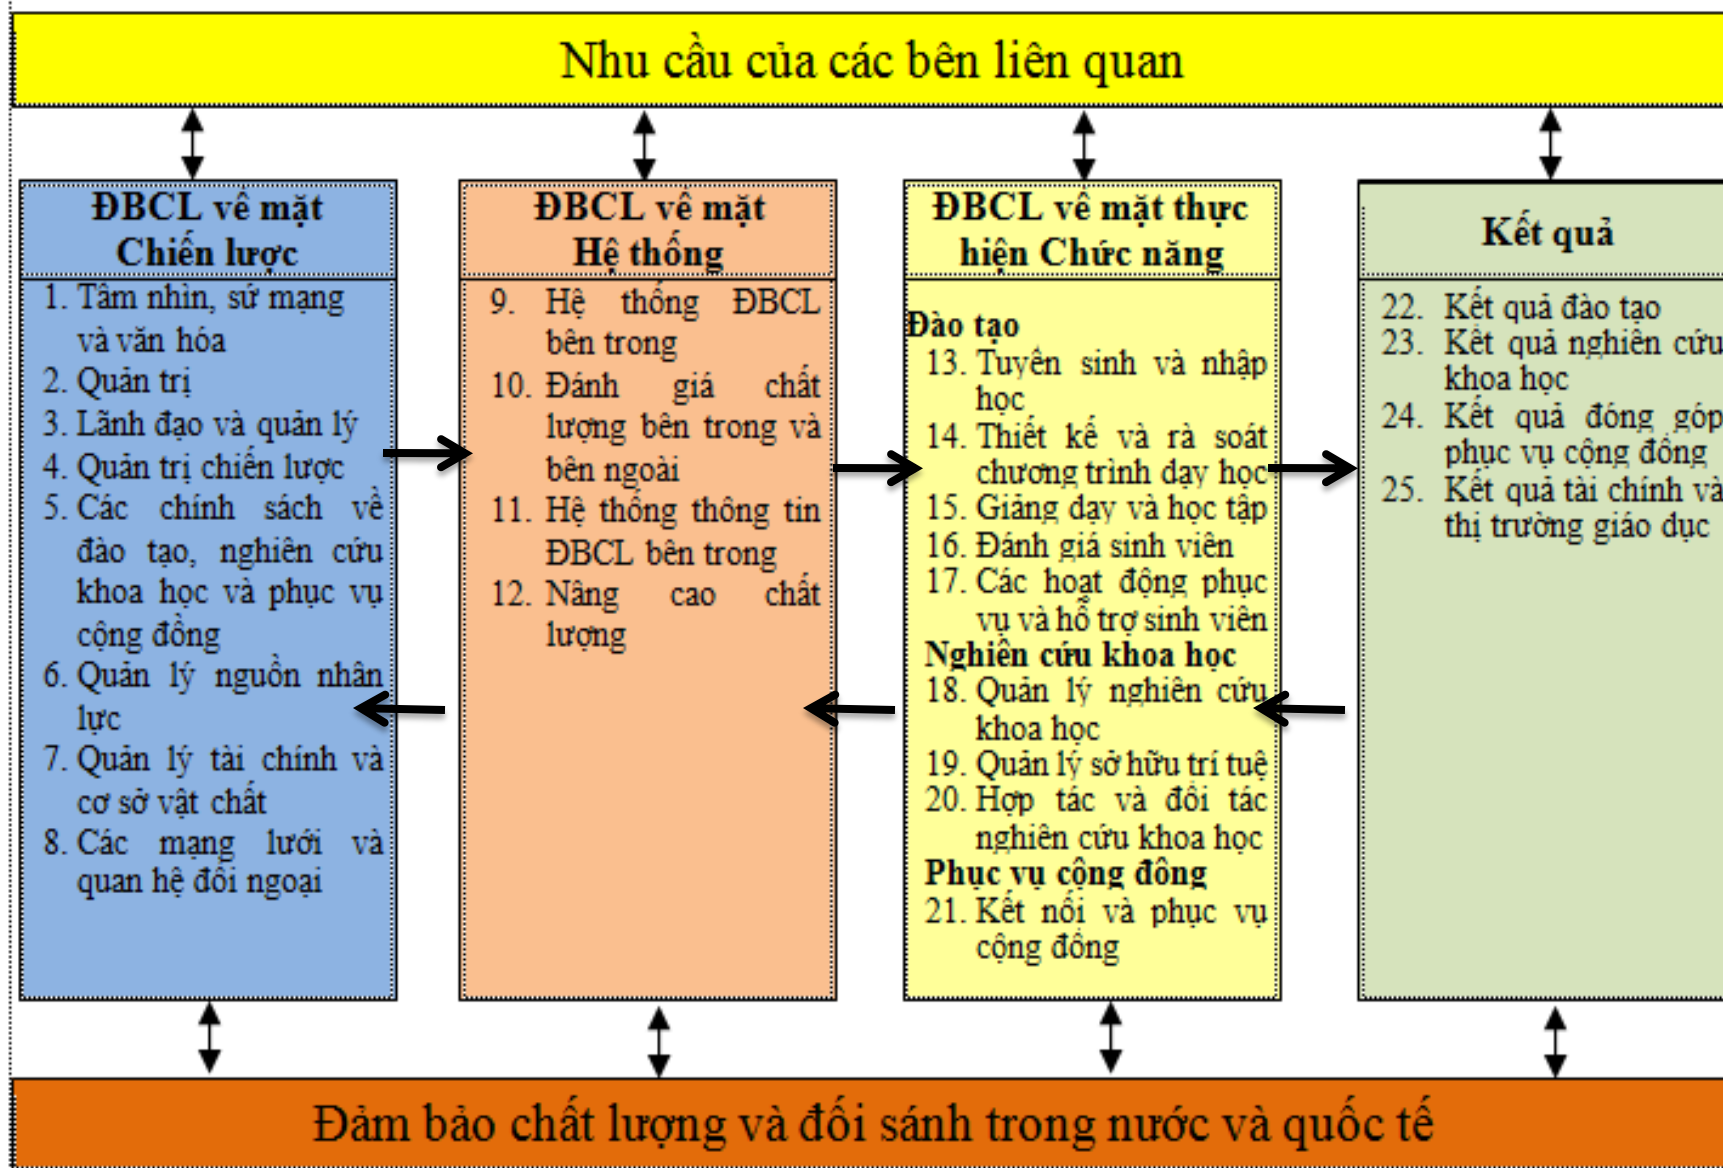 Nhu cầu của các bên liên quan
ĐBCL về mặt
Chiến lược
1. Tầm nhìn, sứ mạng
và văn hóa
2. Quản trị
3. Lãnh đạo và quản lý
4. Quản trị chiến lược
5. Các chính sách về
đào tạo, nghiên cứu
khoa học và phục vụ
cộng đồng
6. Quản lý nguồn nhân
lực
7. Quản lý tài chính và
cơ sở vật chất
8. Các mạng lưới và
quan hệ đối ngoại
ĐBCL về mặt
Hệ thống
9. Hệ thống ĐBCL
bên trong
10. Đánh giá chất
lượng bên trong và
bên ngoài
11. Hệ thống thông tin
ĐBCL bên trong
12. Nâng cao chất
lượng
ĐBCL về mặt thực
hiện Chức năng
Đào tạo
13. Tuyển sinh và nhập
học
14. Thiết kế và rà soát
chương trình dạy học
15. Giảng dạy và học tập
16. Đánh giá sinh viên
17. Các hoạt động phục
vụ và hỗ trợ sinh viên
Nghiên cứu khoa học
18. Quản lý nghiên cứu
khoa học
19. Quản lý sở hữu trí tuệ
20. Hợp tác và đối tác
nghiên cứu khoa học
Phục vụ cộng đồng
21. Kết nối và phục vụ
cộng đồng
Kết quả
22. Kết quả đào tạo
23. Kết quả nghiên cứu
khoa học
24. Kết quả đóng góp
phục vụ cộng đồng
25. Kết quả tài chính và
thị trường giáo dục
Đảm bảo chất lượng và đối sánh trong nước và quốc tế